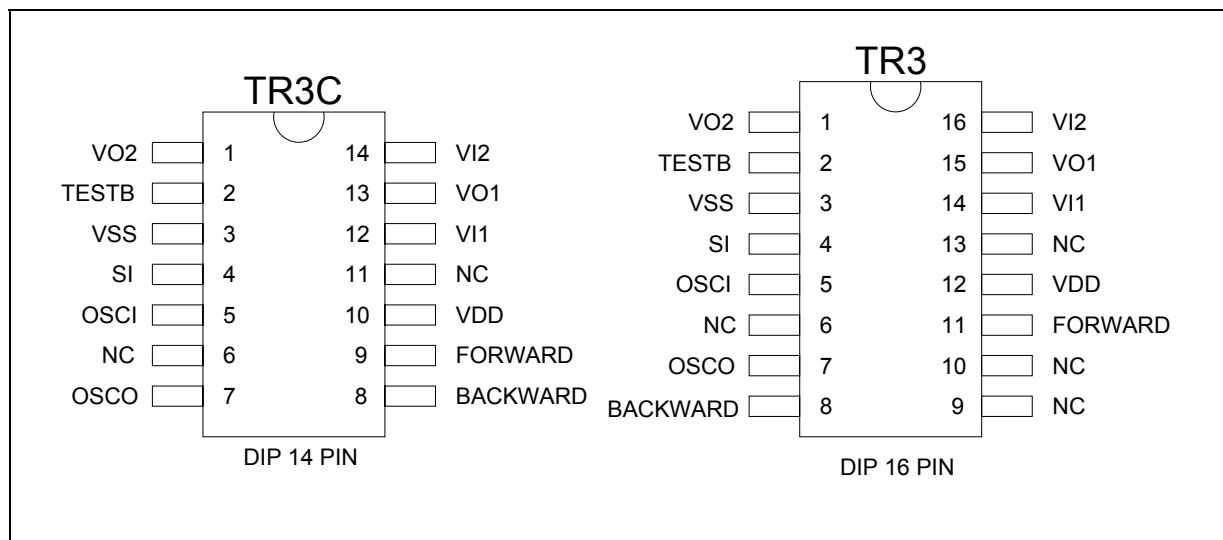 TR3C
VO2 1 14 VI2
TESTB 2 13 VO1
VSS 3 12 VI1
SI 4 11 NC
OSCI 5 10 VDD
NC 6 9 FORWARD
OSCO 7 8 BACKWARD
DIP 14 PIN
TR3
VO2 1 16 VI2
TESTB 2 15 VO1
VSS 3 14 VI1
SI 4 13 NC
OSCI 5 12 VDD
NC 6 11 FORWARD
OSCO 7 10 NC
BACKWARD 8 9 NC
DIP 16 PIN